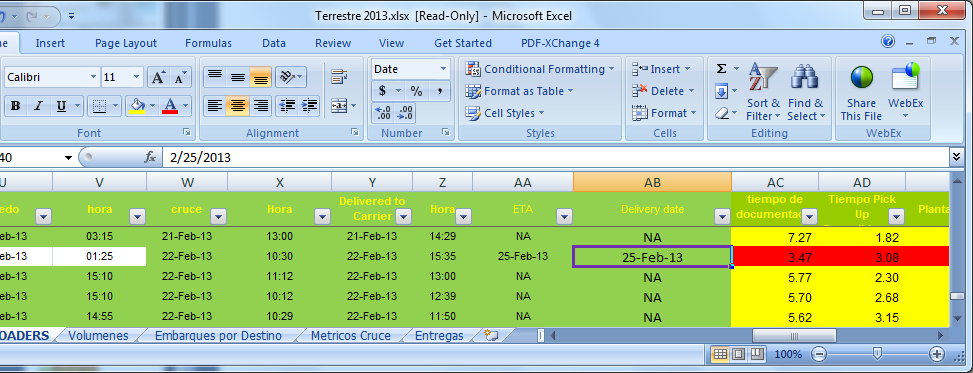 Terrestre 2013.xlsx [Read-Only] - Microsoft Excel
Insert Page Layout Formulas Data Review View Get Started PDF-XChange 4
Calibri 11 Date Conditional Formatting Insert Σ
Format as Table Delete Sort & Filter Find & Select Share This File WebEx
B I U A $ % , Cell Styles Format
Font Alignment Number Styles Cells Editing WebEx
40 fx 2/25/2013
U V W X Y Z AA AB AC AD
hora cruce Hora Delivered to Carrier Hora ETA Delivery date tiempo de Tiempo Pick Up
eb-13 03:15 21-Feb-13 13:00 21-Feb-13 14:29 NA NA 7.27 1.82
eb-13 01:25 22-Feb-13 10:30 22-Feb-13 15:35 25-Feb-13 25-Feb-13 3.47 3.08
eb-13 15:10 22-Feb-13 11:12 22-Feb-13 13:00 NA NA 5.77 2.30
eb-13 15:10 22-Feb-13 10:12 22-Feb-13 12:39 NA NA 5.70 2.68
eb-13 14:55 22-Feb-13 10:29 22-Feb-13 11:50 NA NA 5.62 3.15
OADERS Volumenes Embarques por Destino Metricos Cruce Entregas
100%